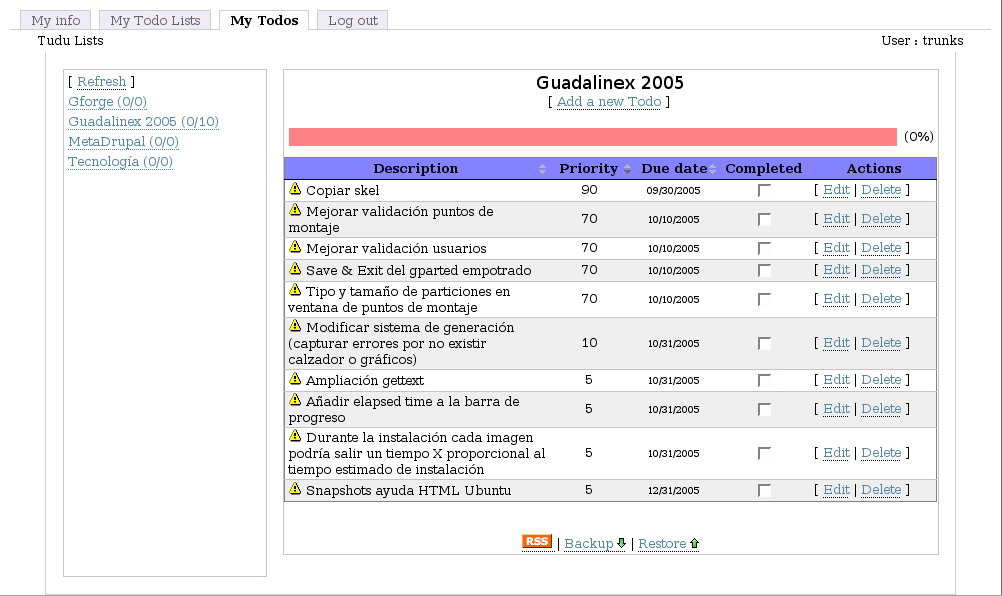 My info My Todo Lists My Todos Log out
Tudu Lists User : trunks
[ Refresh ]
Gforge (0/0)
Guadalinex 2005 (0/10)
MetaDrupal (0/0)
Tecnología (0/0)
Guadalinex 2005
[ Add a new Todo ]
(0%)
Description Priority Due date Completed Actions
Copiar skel 90 09/30/2005 [ Edit | Delete ]
Mejorar validación puntos de
montaje 70 10/10/2005 [ Edit | Delete ]
Mejorar validación usuarios 70 10/10/2005 [ Edit | Delete ]
Save & Exit del gparted empotrado 70 10/10/2005 [ Edit | Delete ]
Tipo y tamaño de particiones en
ventana de puntos de montaje 70 10/10/2005 [ Edit | Delete ]
Modificar sistema de generación
(capturar errores por no existir 10 10/31/2005 [ Edit | Delete ]
calzador o gráficos)
Ampliación gettext 5 10/31/2005 [ Edit | Delete ]
Añadir elapsed time a la barra de
progreso 5 10/31/2005 [ Edit | Delete ]
Durante la instalación cada imagen
podría salir un tiempo X proporcional al 5 10/31/2005 [ Edit | Delete ]
tiempo estimado de instalación
Snapshots ayuda HTML Ubuntu 5 12/31/2005 [ Edit | Delete ]
RSS | Backup | Restore